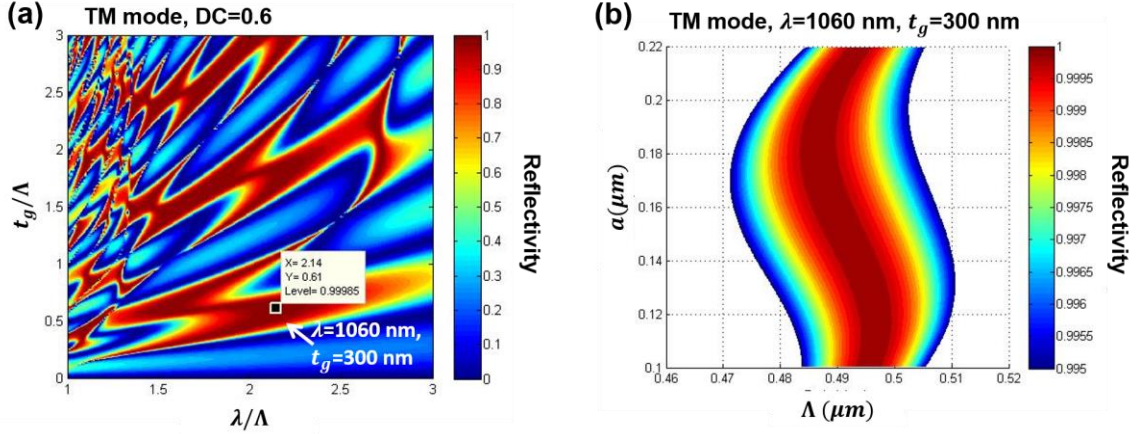 (a) TM mode, DC=0.6
3
2.5
2
1.5
1
0.5
0
t_g/Λ
1 1.5 2 2.5 3
λ/Λ
X= 2.14
Y= 0.61
Level= 0.99985
λ=1060 nm,
t_g=300 nm
1
0.9
0.8
0.7
0.6
0.5
0.4
0.3
0.2
0.1
0
Reflectivity
(b) TM mode, λ=1060 nm, t_g=300 nm
0.22
0.2
0.18
0.16
0.14
0.12
0.1
a(μm)
0.46 0.47 0.48 0.49 0.5 0.51 0.52
Λ (μm)
1
0.9995
0.999
0.9985
0.998
0.9975
0.997
0.9965
0.996
0.9955
0.995
Reflectivity